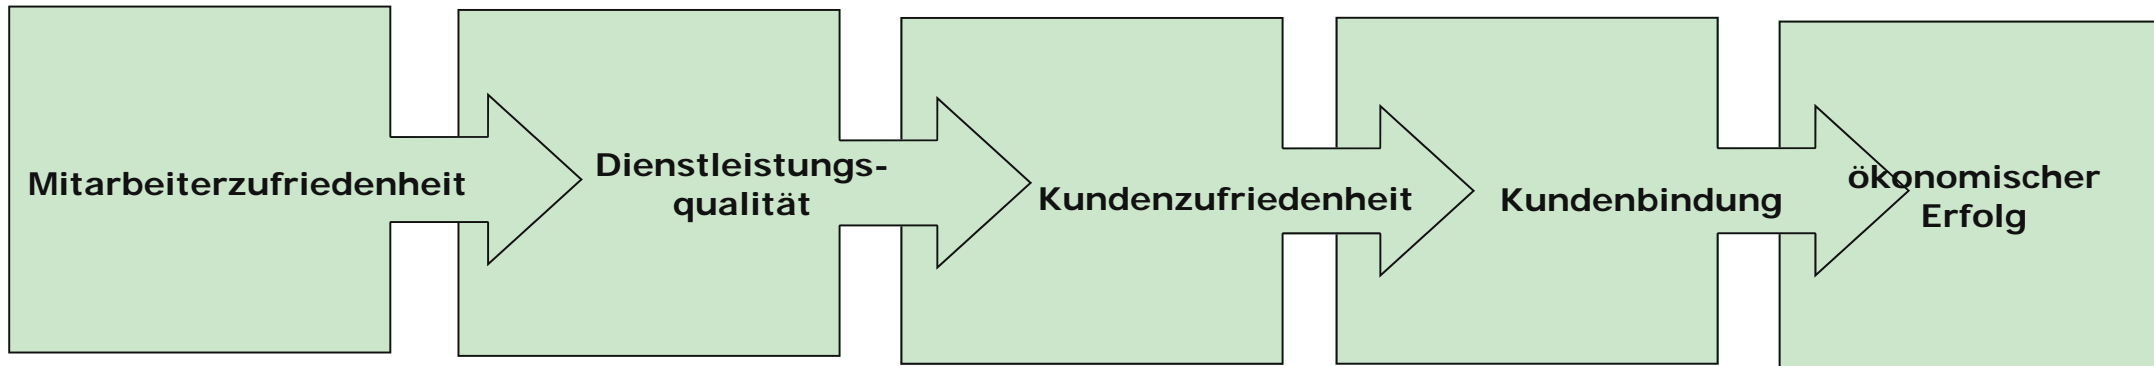 Mitarbeiterzufriedenheit
Dienstleistungs-
qualität
Kundenzufriedenheit
Kundenbindung
ökonomischer
Erfolg